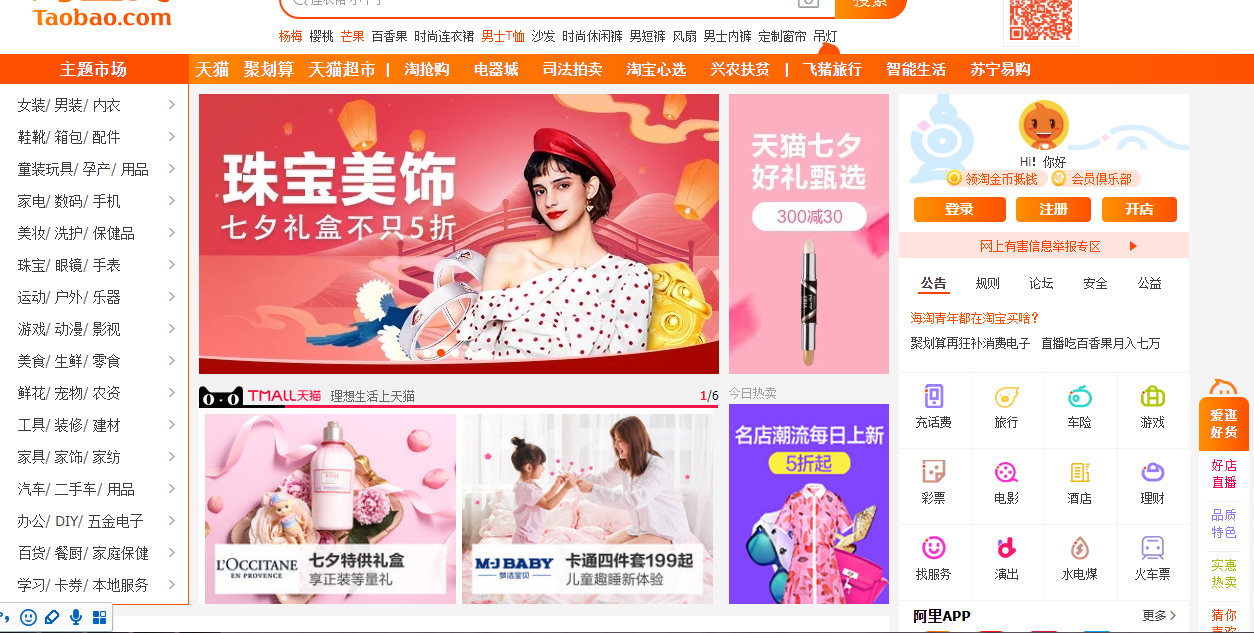 Taobao.com
搜索
杨梅 樱桃 芒果 百香果 时尚连衣裙 男士T恤 沙发 时尚休闲裤 男短裤 风扇 男士内裤 定制窗帘 吊灯
主题市场
天猫 聚划算 天猫超市 | 淘抢购 电器城 司法拍卖 淘宝心选 兴农扶贫 | 飞猪旅行 智能生活 苏宁易购
女装/ 男装/ 内衣
鞋靴/ 箱包/ 配件
童装玩具/ 孕产/ 用品
家电/ 数码/ 手机
美妆/ 洗护/ 保健品
珠宝/ 眼镜/ 手表
运动/ 户外/ 乐器
游戏/ 动漫/ 影视
美食/ 生鲜/ 零食
鲜花/ 宠物/ 农资
工具/ 装修/ 建材
家具/ 家饰/ 家纺
汽车/ 二手车/ 用品
办公/ DIY/ 五金电子
百货/ 餐厨/ 家庭保健
学习/ 卡券/ 本地服务
珠宝美饰
七夕礼盒不只5折
TMALL天猫 理想生活上天猫 1/6
L'OCCITANE
EN PROVENCE
七夕特供礼盒
享正装等量礼
M·J BABY
梦洁宝贝
卡通四件套199起
儿童趣睡新体验
天猫七夕
好礼甄选
300减30
今日热卖
名店潮流每日上新
5折起
Hi! 你好
领淘金币抵钱 会员俱乐部
登录 注册 开店
网上有害信息举报专区
公告 规则 论坛 安全 公益
海淘青年都在淘宝买啥?
聚划算再狂补消费电子 直播吃百香果月入七万
充话费 旅行 车险 游戏
彩票 电影 酒店 理财
找服务 演出 水电煤 火车票
阿里APP 更多
爱逛
好货
好店
直播
品质
特色
实惠
热卖
猜你